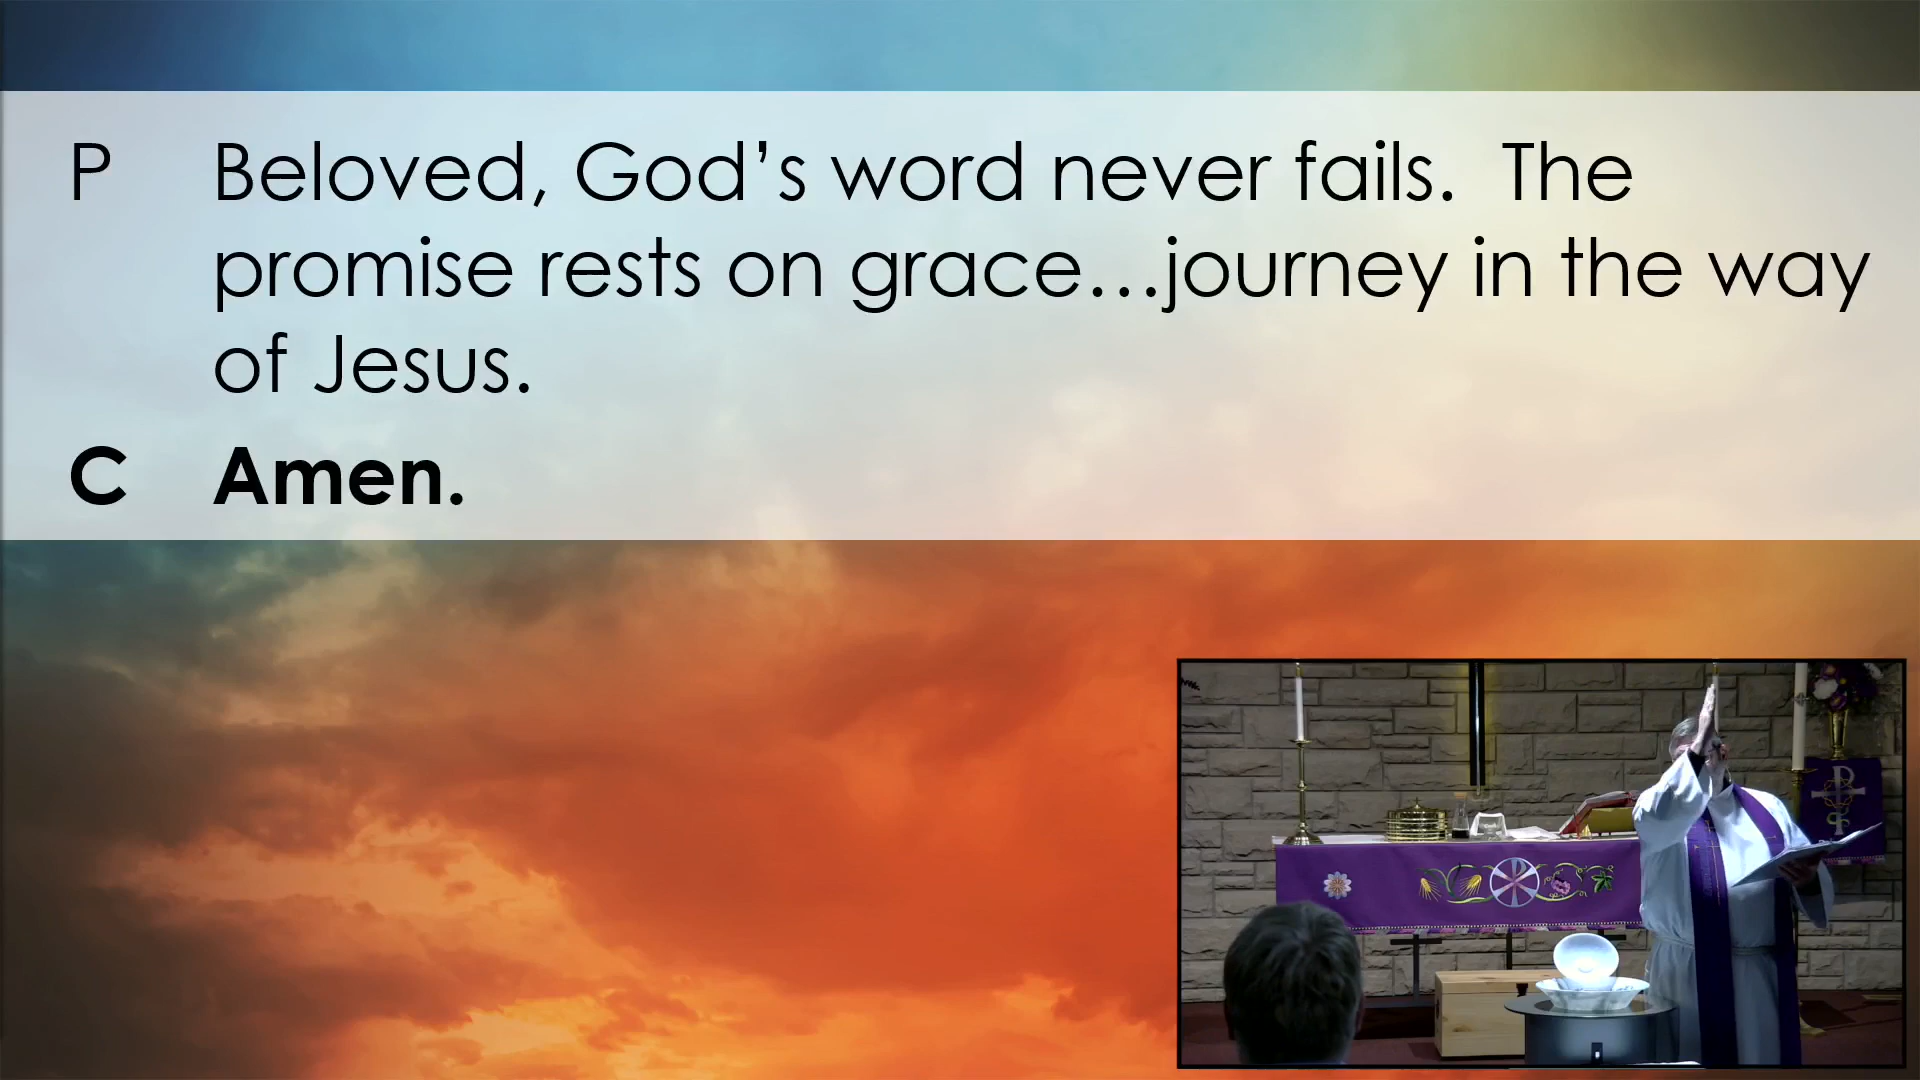 P Beloved, God’s word never fails.  The
promise rests on grace…journey in the way
of Jesus.
C Amen.